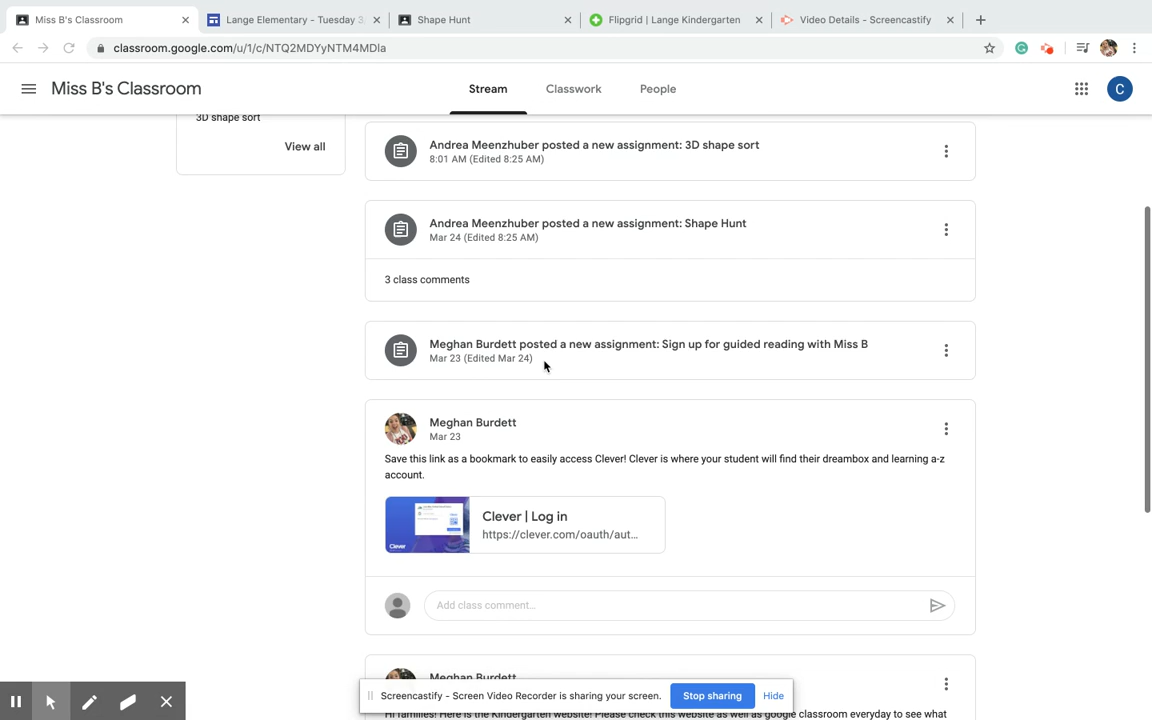 Miss B's Classroom
Lange Elementary - Tuesday 3
Shape Hunt
Flipgrid | Lange Kindergarten
Video Details - Screencastify
classroom.google.com/u/1/c/NTQ2MDYyNTM4MDla
Miss B's Classroom
Stream
Classwork
People
C
3D shape sort
View all
Andrea Meenzhuber posted a new assignment: 3D shape sort
8:01 AM (Edited 8:25 AM)
Andrea Meenzhuber posted a new assignment: Shape Hunt
Mar 24 (Edited 8:25 AM)
3 class comments
Meghan Burdett posted a new assignment: Sign up for guided reading with Miss B
Mar 23 (Edited Mar 24)
Meghan Burdett
Mar 23
Save this link as a bookmark to easily access Clever! Clever is where your student will find their dreambox and learning a-z
account.
Clever
Clever | Log in
https://clever.com/oauth/aut...
Add class comment...
Meghan Burdett
Screencastify - Screen Video Recorder is sharing your screen.
Stop sharing
Hide
Hi families! Here is the Kindergarten website! Please check this website as well as google classroom everyday to see what